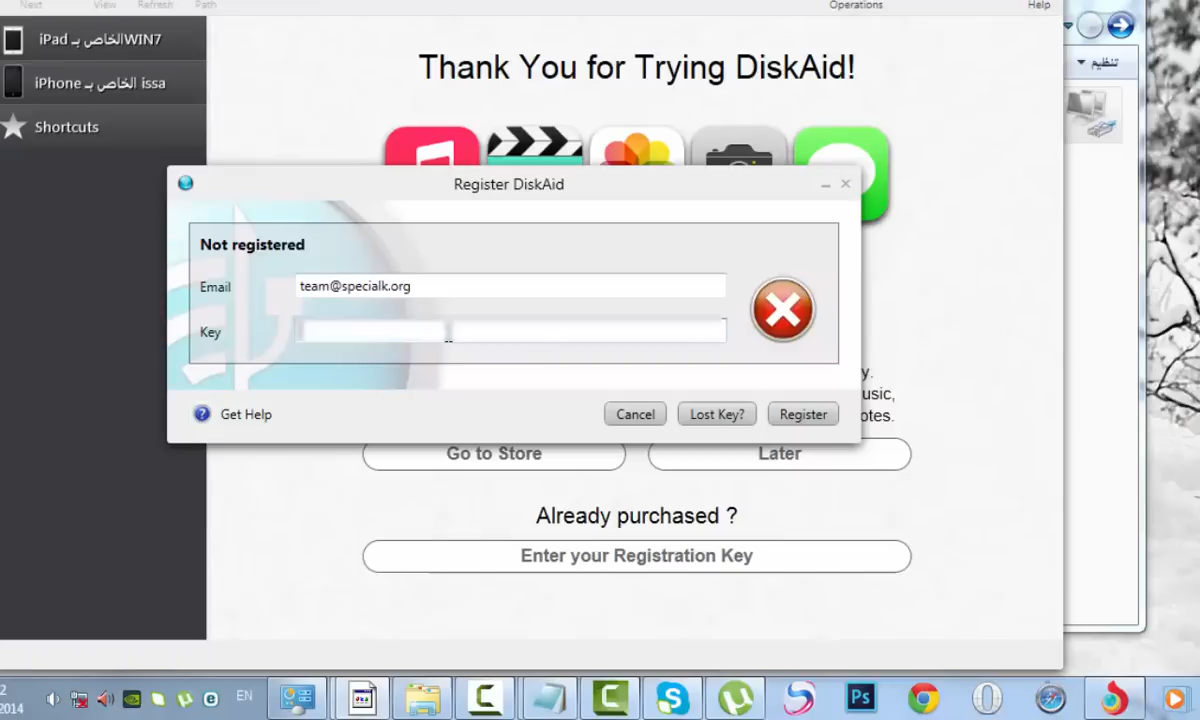 Next View Refresh Path Operations Help
iPad الخاص بـ WIN7
iPhone الخاص بـ issa
Shortcuts
تنظيم
Thank You for Trying DiskAid!
Register DiskAid
Not registered
Email team@specialk.org
Key
y.
usic,
otes.
Get Help Cancel Lost Key? Register
Go to Store Later
Already purchased ?
Enter your Registration Key
2
2014
EN
Ps